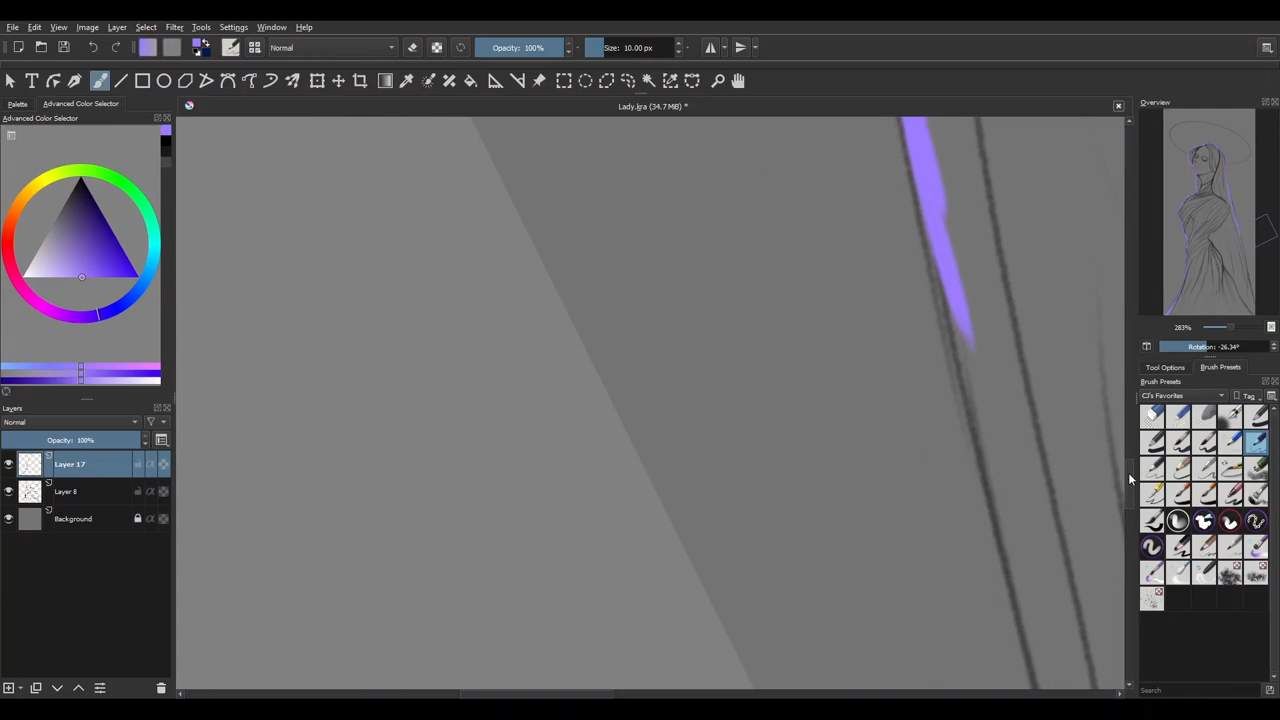 File Edit View Image Layer Select Filter Tools Settings Window Help
Normal Opacity: 100% Size: 10.00 px
Palette Advanced Color Selector Lady.kra (34.7 MiB) * Overview
Advanced Color Selector
283%
Rotation: -26.34°
Tool Options Brush Presets
Brush Presets
CJ's Favorites Tag
Layers
Normal
Opacity: 100%
Layer 17
Layer 8
Background
Search